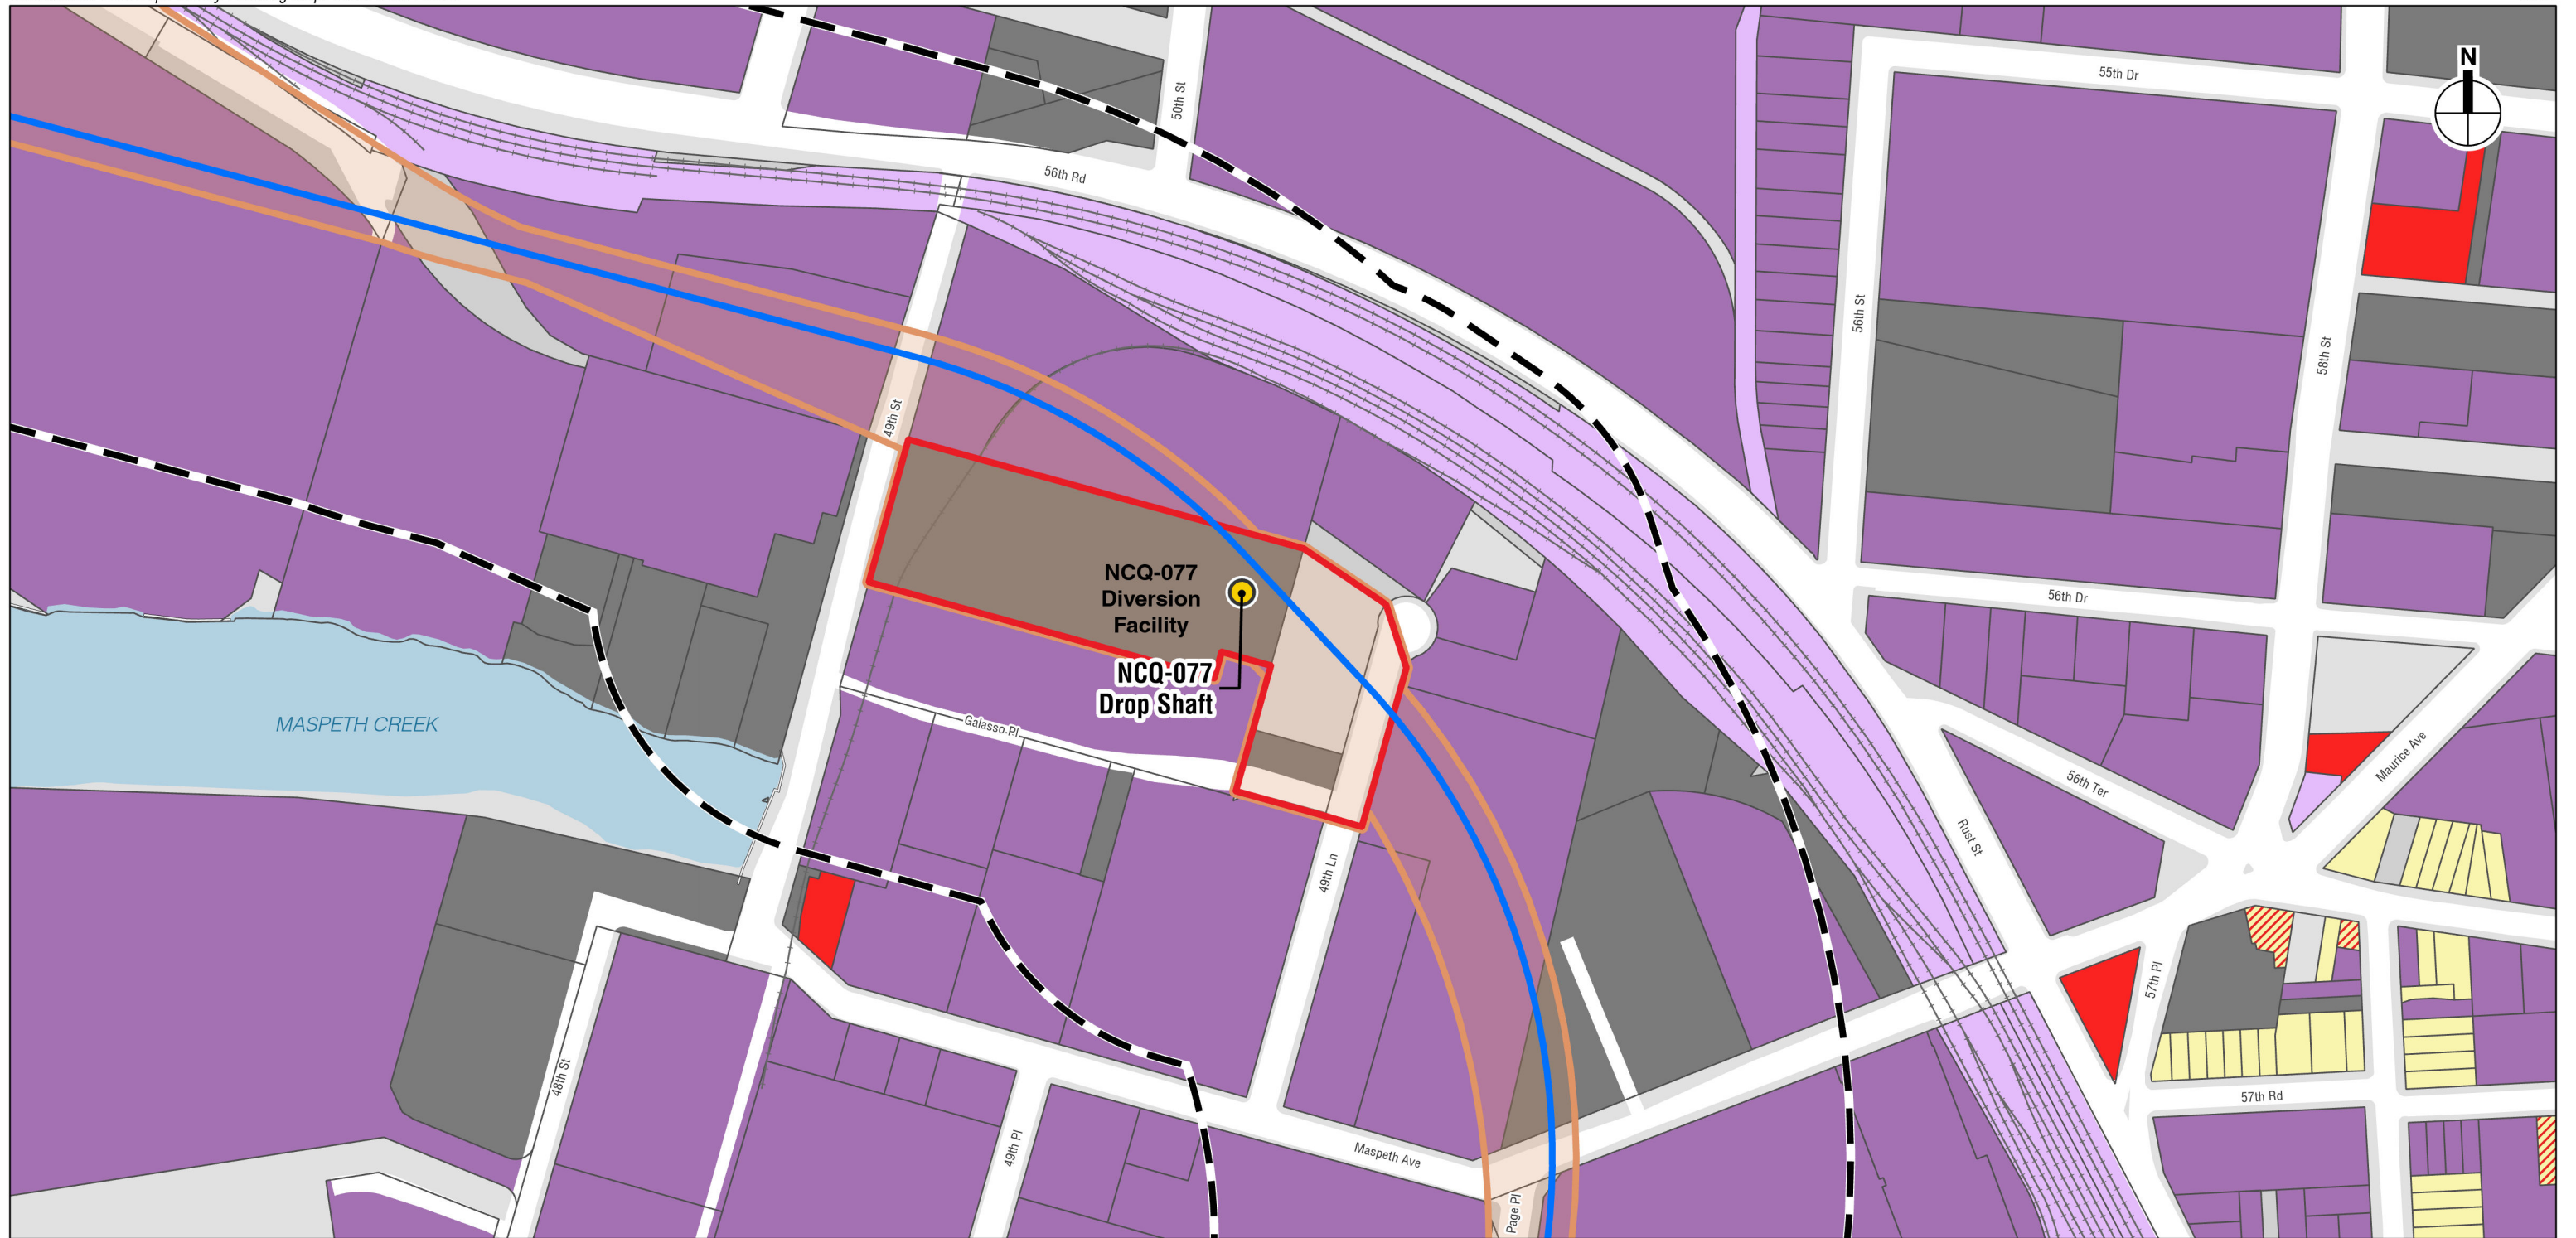 N
55th Dr
50th St
56th Rd
56th St
58th St
49th St
NCQ-077
Diversion
Facility
56th Dr
NCQ-077
Drop Shaft
MASPETH CREEK
Galasso Pl
Maurice Ave
56th Ter
Rust St
49th Ln
57th Pl
48th St
57th Rd
49th Pl
Maspeth Ave
Page Pl